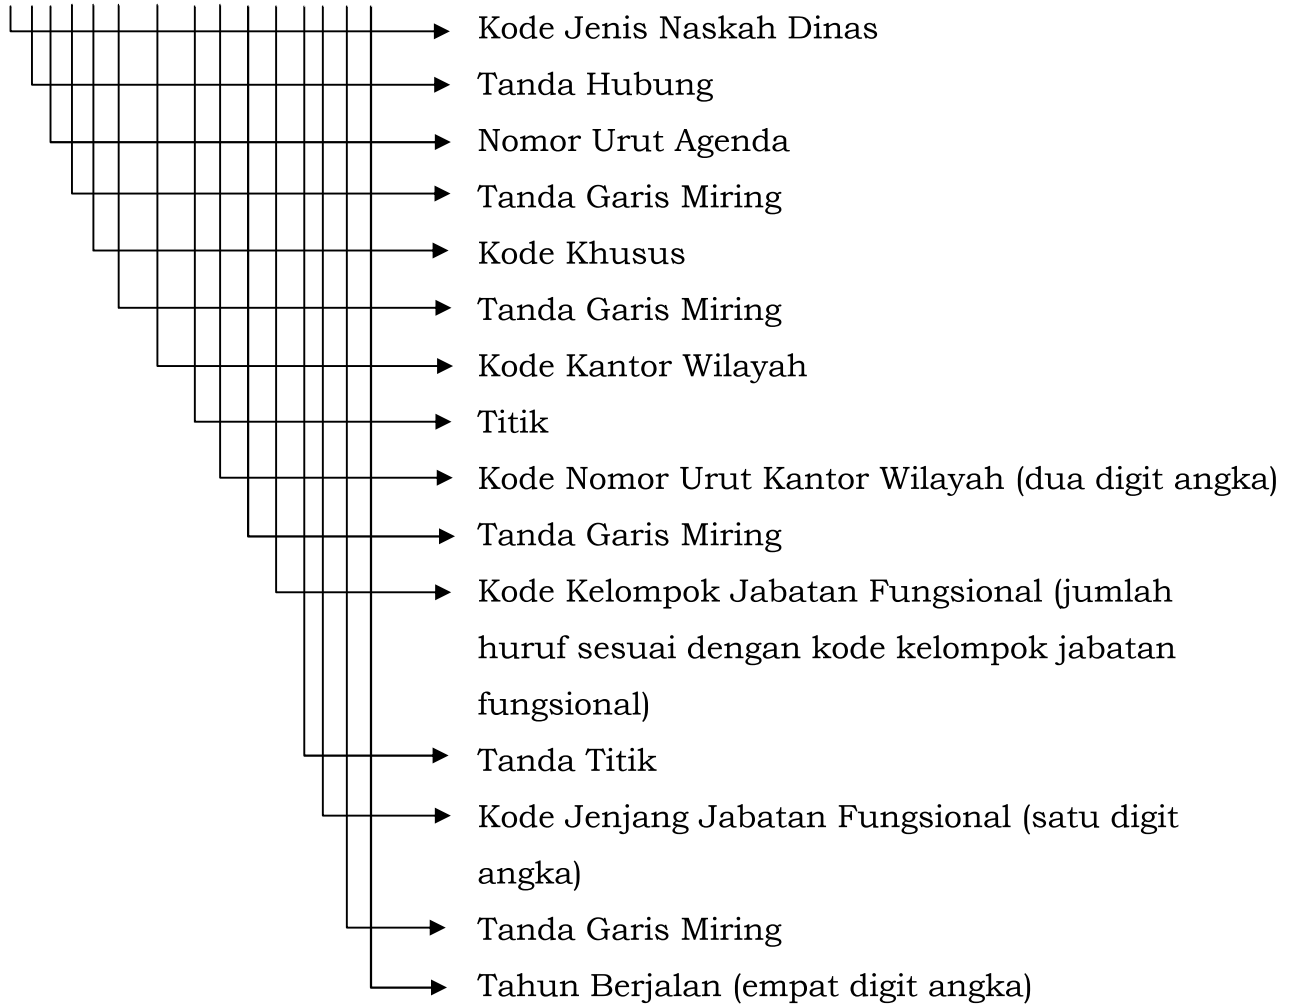 Kode Jenis Naskah Dinas
Tanda Hubung
Nomor Urut Agenda
Tanda Garis Miring
Kode Khusus
Tanda Garis Miring
Kode Kantor Wilayah
Titik
Kode Nomor Urut Kantor Wilayah (dua digit angka)
Tanda Garis Miring
Kode Kelompok Jabatan Fungsional (jumlah
huruf sesuai dengan kode kelompok jabatan
fungsional)
Tanda Titik
Kode Jenjang Jabatan Fungsional (satu digit
angka)
Tanda Garis Miring
Tahun Berjalan (empat digit angka)